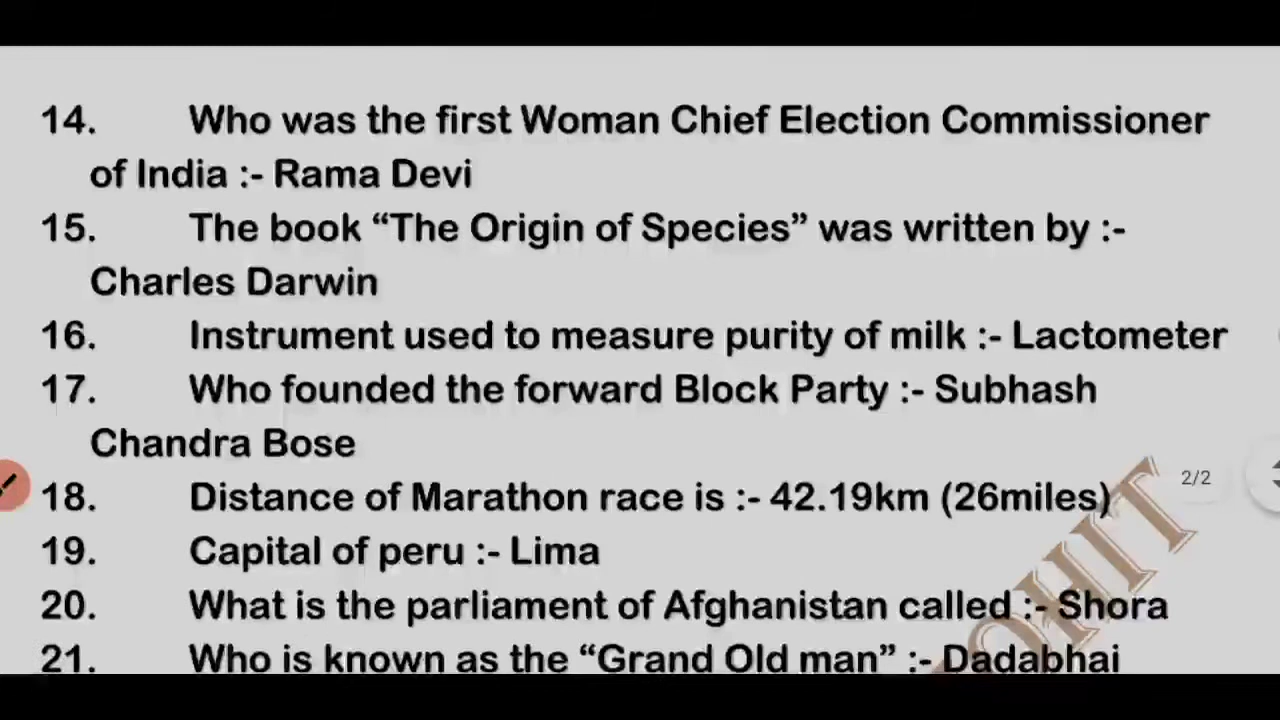 14. Who was the first Woman Chief Election Commissioner
of India :- Rama Devi
15. The book “The Origin of Species” was written by :-
Charles Darwin
16. Instrument used to measure purity of milk :- Lactometer
17. Who founded the forward Block Party :- Subhash
Chandra Bose
18. Distance of Marathon race is :- 42.19km (26miles)
2/2
19. Capital of peru :- Lima
20. What is the parliament of Afghanistan called :- Shora
21. Who is known as the “Grand Old man” :- Dadabhai